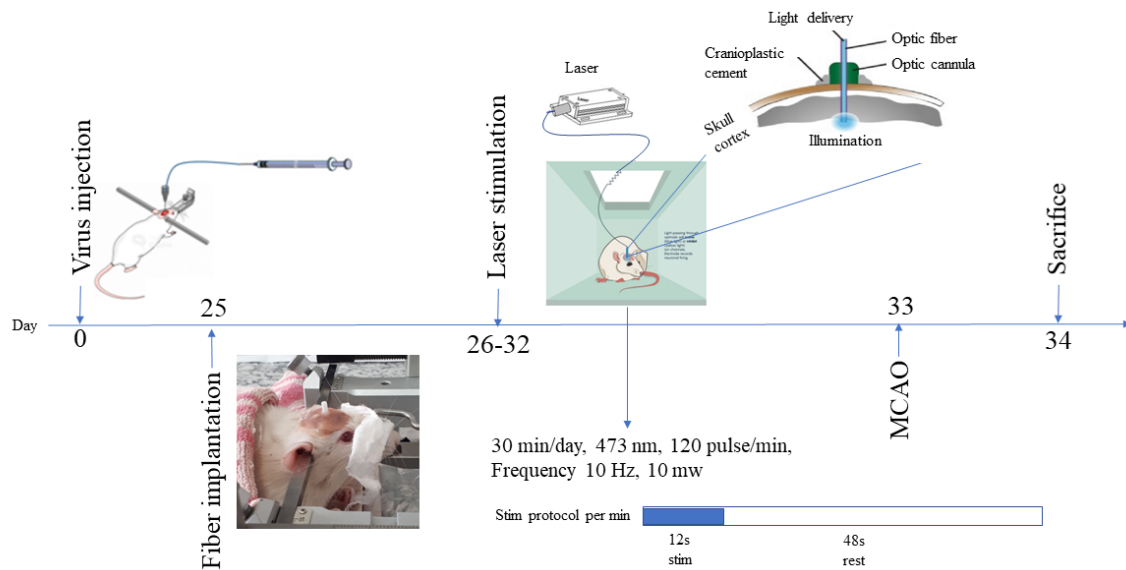 Light delivery
Optic fiber
Optic cannula
Cranioplastic
cement
Laser
Skull
cortex
Illumination
Virus injection
Laser stimulation
Sacrifice
Day
0
25
26-32
33
34
Fiber implantation
MCAO
30 min/day, 473 nm, 120 pulse/min,
Frequency 10 Hz, 10 mw
Stim protocol per min
12s
stim
48s
rest